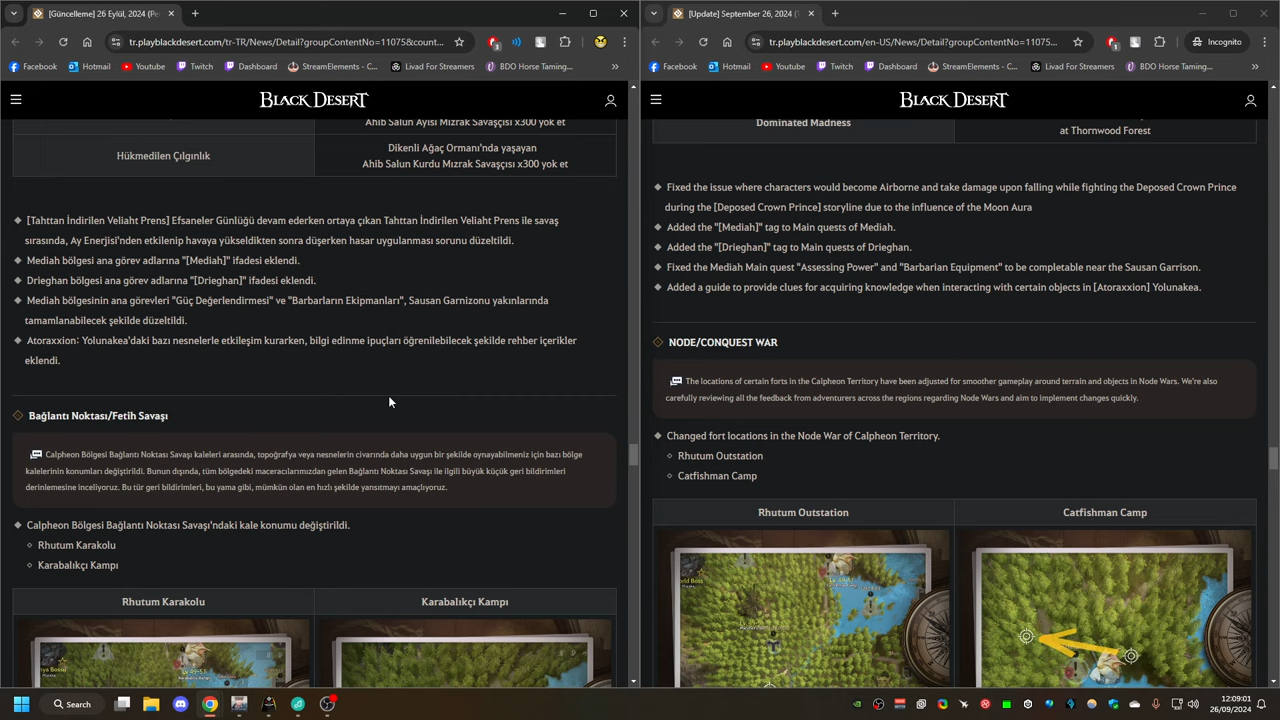 [Güncelleme] 26 Eylül, 2024 (Pe
[Update] September 26, 2024 (T
tr.playblackdesert.com/tr-TR/News/Detail?groupContentNo=11075&count...
tr.playblackdesert.com/en-US/News/Detail?groupContentNo=11075...
Incognito
Facebook Hotmail Youtube Twitch Dashboard StreamElements - C... Livad For Streamers BDO Horse Taming...
Facebook Hotmail Youtube Twitch Dashboard StreamElements - C... Livad For Streamers BDO Horse Taming...
BLACK DESERT
BLACK DESERT
Ahib Salun Ayısı Mızrak Savaşçısı x300 yok et
Hükmedilen Çılgınlık
Dikenli Ağaç Ormanı'nda yaşayan
Ahib Salun Kurdu Mızrak Savaşçısı x300 yok et
[Tahttan İndirilen Veliaht Prens] Efsaneler Günlüğü devam ederken ortaya çıkan Tahttan İndirilen Veliaht Prens ile savaş
sırasında, Ay Enerjisi'nden etkilenip havaya yükseldikten sonra düşerken hasar uygulanması sorunu düzeltildi.
Mediah bölgesi ana görev adlarına "[Mediah]" ifadesi eklendi.
Drieghan bölgesi ana görev adlarına "[Drieghan]" ifadesi eklendi.
Mediah bölgesinin ana görevleri "Güç Değerlendirmesi" ve "Barbarların Ekipmanları", Sausan Garnizonu yakınlarında
tamamlanabilecek şekilde düzeltildi.
Atoraxxion: Yolunakea'daki bazı nesnelerle etkileşim kurarken, bilgi edinme ipuçları öğrenilebilecek şekilde rehber içerikler
eklendi.
Bağlantı Noktası/Fetih Savaşı
Calpheon Bölgesi Bağlantı Noktası Savaşı kaleleri arasında, topoğrafya veya nesnelerin civarında daha uygun bir şekilde oynayabilmeniz için bazı bölge
kalelerinin konumları değiştirildi. Bunun dışında, tüm bölgedeki maceracılarımızdan gelen Bağlantı Noktası Savaşı ile ilgili büyük küçük geri bildirimleri
derinlemesine inceliyoruz. Bu tür geri bildirimleri, bu yama gibi, mümkün olan en hızlı şekilde yansıtmayı amaçlıyoruz.
Calpheon Bölgesi Bağlantı Noktası Savaşı'ndaki kale konumu değiştirildi.
Rhutum Karakolu
Karabalıkçı Kampı
Rhutum Karakolu
Karabalıkçı Kampı
Dominated Madness
at Thornwood Forest
Fixed the issue where characters would become Airborne and take damage upon falling while fighting the Deposed Crown Prince
during the [Deposed Crown Prince] storyline due to the influence of the Moon Aura
Added the "[Mediah]" tag to Main quests of Mediah.
Added the "[Drieghan]" tag to Main quests of Drieghan.
Fixed the Mediah Main quest "Assessing Power" and "Barbarian Equipment" to be completable near the Sausan Garrison.
Added a guide to provide clues for acquiring knowledge when interacting with certain objects in [Atoraxxion] Yolunakea.
NODE/CONQUEST WAR
The locations of certain forts in the Calpheon Territory have been adjusted for smoother gameplay around terrain and objects in Node Wars. We're also
carefully reviewing all the feedback from adventurers across the regions regarding Node Wars and aim to implement changes quickly.
Changed fort locations in the Node War of Calpheon Territory.
Rhutum Outstation
Catfishman Camp
Rhutum Outstation
Catfishman Camp
Search
12:09:01
26/09/2024